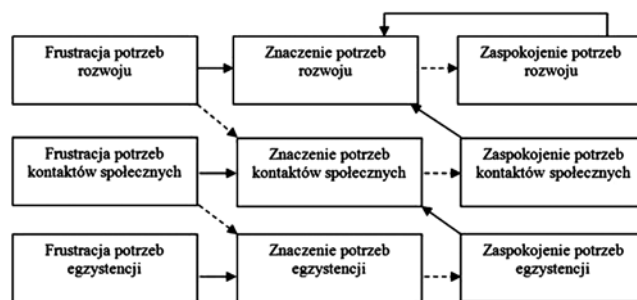 Frustracja potrzeb
rozwoju
Znaczenie potrzeb
rozwoju
Zaspokojenie potrzeb
rozwoju
Frustracja potrzeb
kontaktów społecznych
Znaczenie potrzeb
kontaktów społecznych
Zaspokojenie potrzeb
kontaktów społecznych
Frustracja potrzeb
egzystencji
Znaczenie potrzeb
egzystencji
Zaspokojenie potrzeb
egzystencji